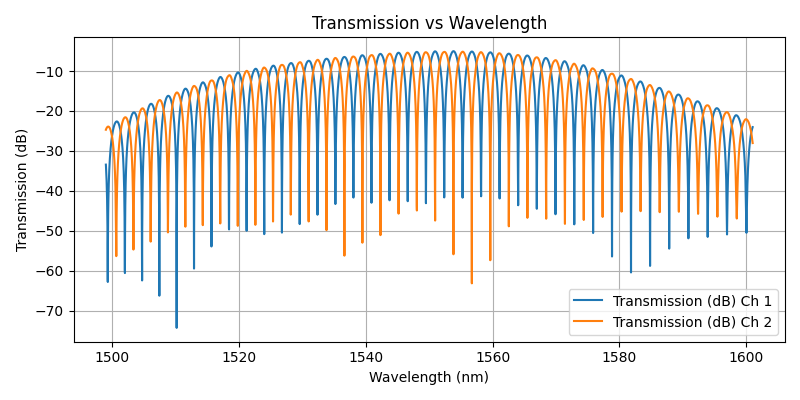 Transmission vs Wavelength
Transmission (dB)
−10
−20
−30
−40
−50
−60
−70
1500
1520
1540
1560
1580
1600
Wavelength (nm)
Transmission (dB) Ch 1
Transmission (dB) Ch 2